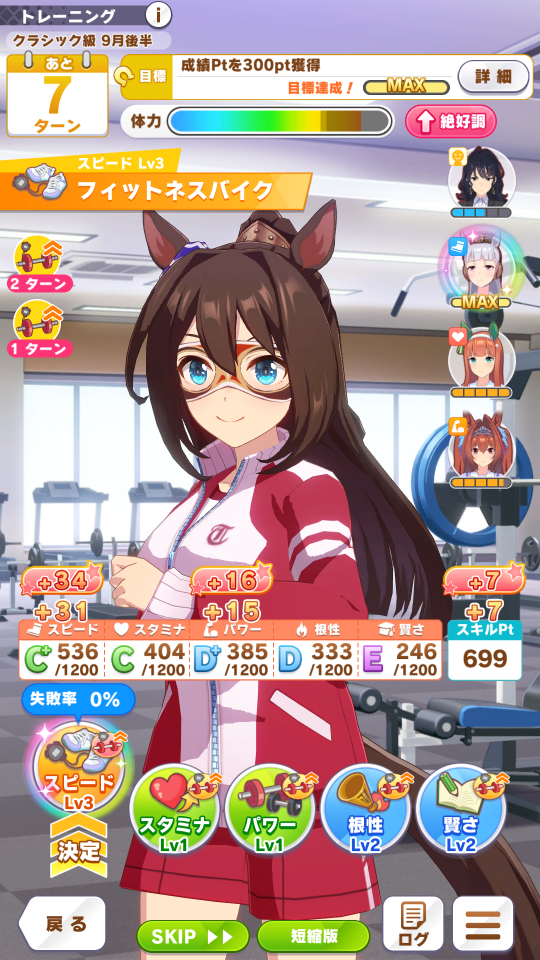 トレーニング
i
クラシック級 9月後半
あと
7
ターン
目標
成績Ptを300pt獲得
目標達成！
MAX
詳細
体力
絶好調
スピード Lv3
フィットネスバイク
2 ターン
1 ターン
MAX
+34
+16
+7
+31
+15
+7
スピード
スタミナ
パワー
根性
賢さ
スキルPt
C+ 536 /1200
C 404 /1200
D+ 385 /1200
D 333 /1200
E 246 /1200
699
失敗率 0%
スピード
Lv3
スタミナ
Lv1
パワー
Lv1
根性
Lv2
賢さ
Lv2
決定
戻る
SKIP
短縮版
ログ